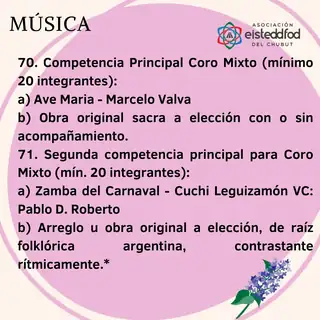 MÚSICA
ASOCIACIÓN
eisteddfod
DEL CHUBUT
70. Competencia Principal Coro Mixto (mínimo
20 integrantes):
a) Ave Maria - Marcelo Valva
b) Obra original sacra a elección con o sin
acompañamiento.
71. Segunda competencia principal para Coro
Mixto (mín. 20 integrantes):
a) Zamba del Carnaval - Cuchi Leguizamón VC:
Pablo D. Roberto
b) Arreglo u obra original a elección, de raíz
folklórica argentina, contrastante
rítmicamente.*